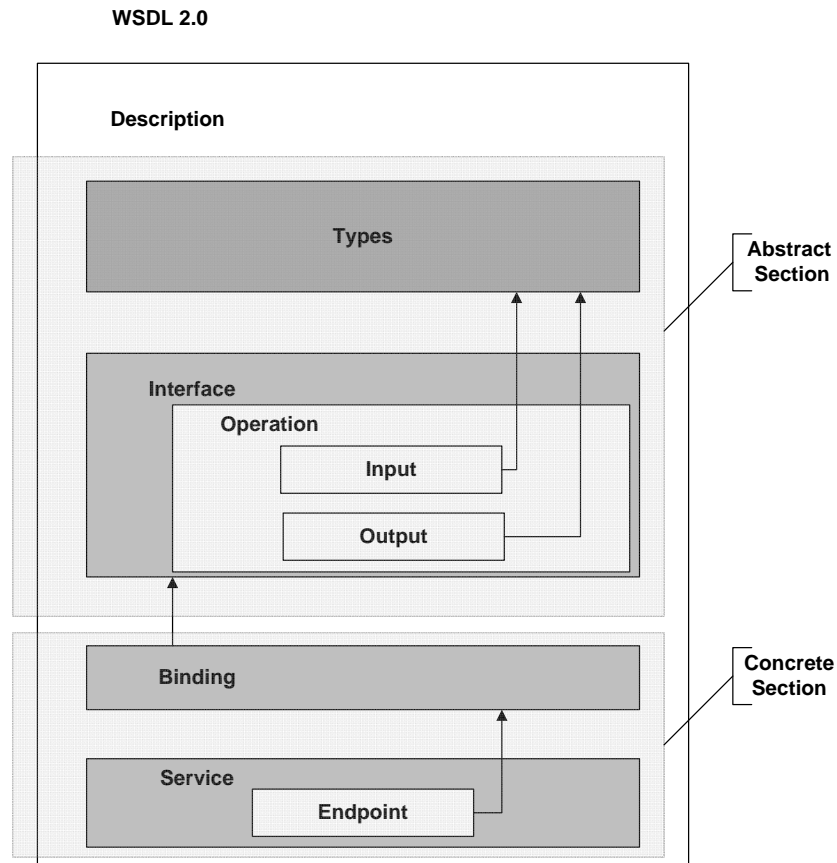 WSDL 2.0
Description
Types
Abstract
Section
Interface
Operation
Input
Output
Binding
Concrete
Section
Service
Endpoint